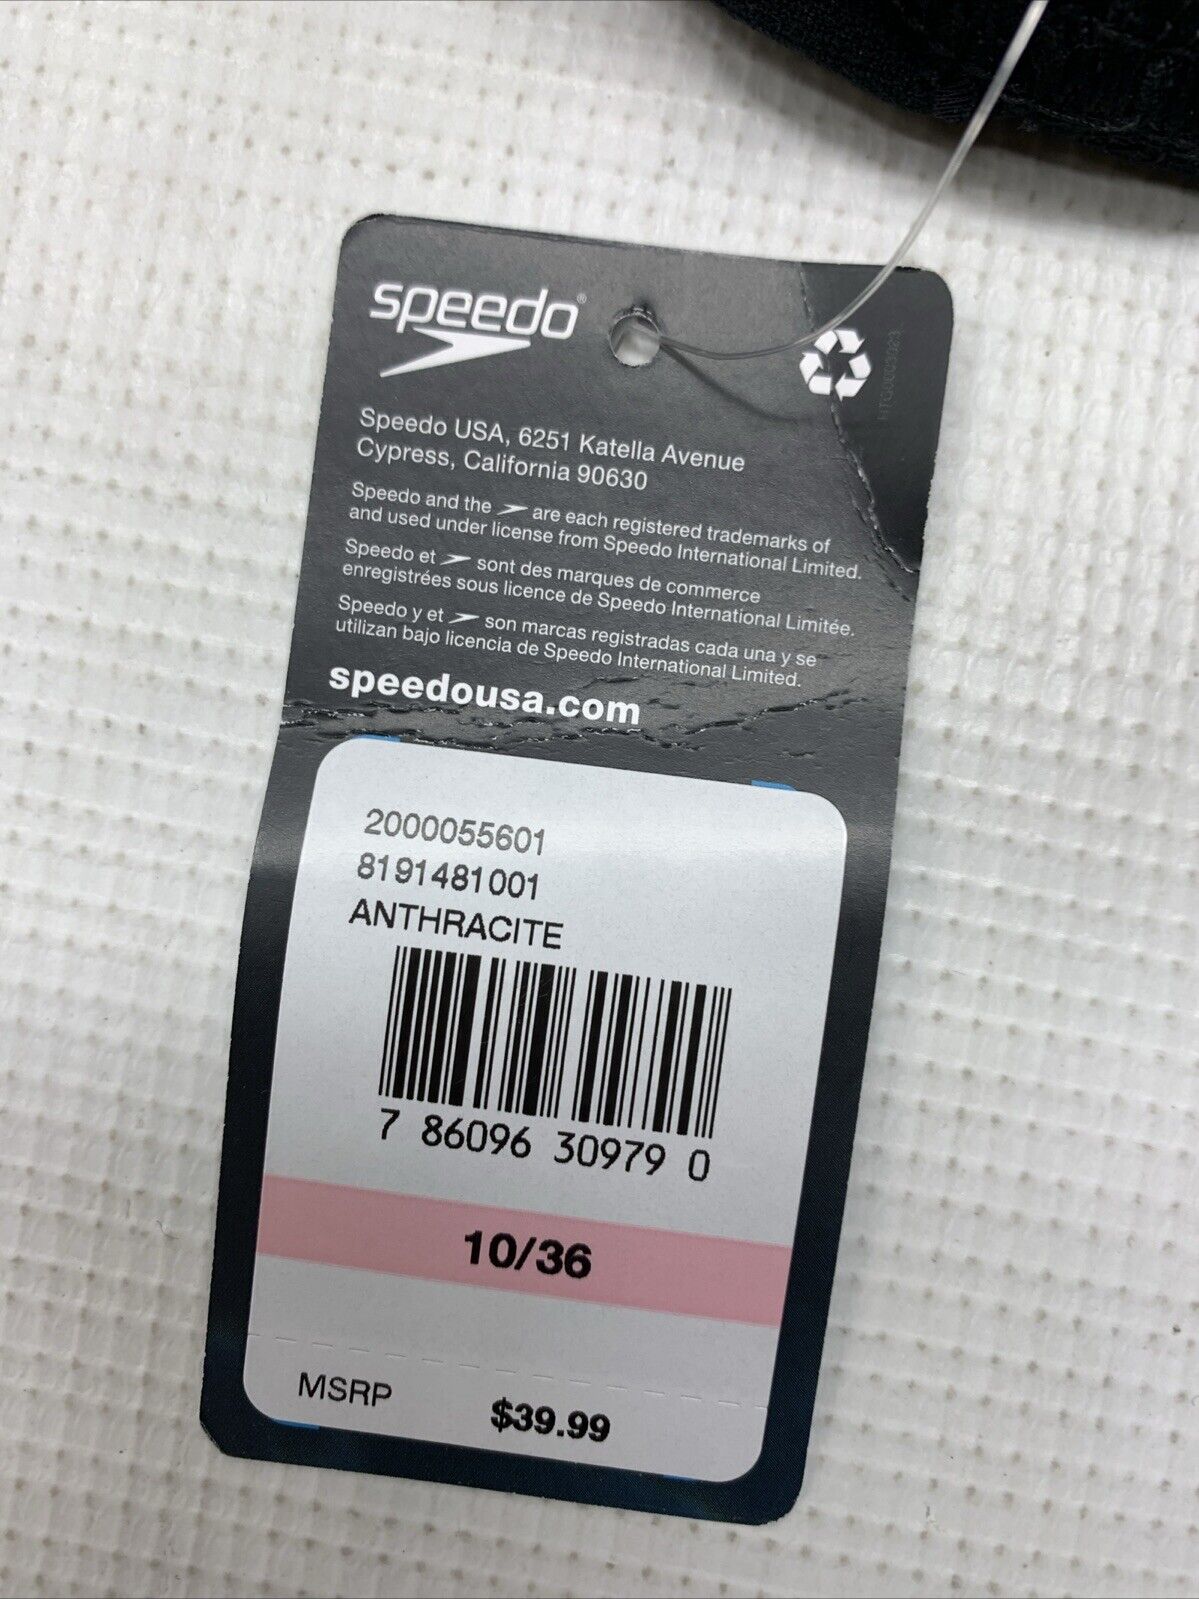 speedo®
Speedo USA, 6251 Katella Avenue
Cypress, California 90630
Speedo and the are each registered trademarks of
and used under license from Speedo International Limited.
Speedo et sont des marques de commerce
enregistrées sous licence de Speedo International Limitée.
Speedo y et son marcas registradas cada una y se
utilizan bajo licencia de Speedo International Limited.
speedousa.com
2000055601
8191481001
ANTHRACITE
7 86096 30979 0
10/36
MSRP $39.99